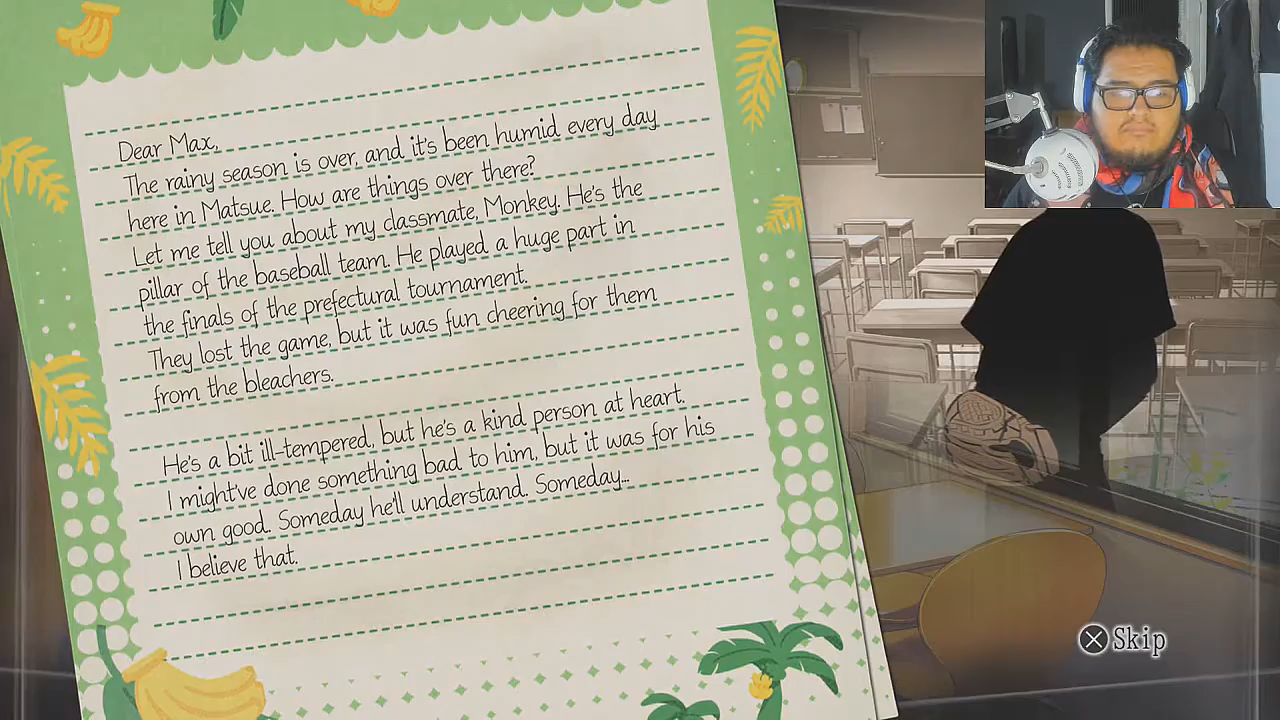 Dear Max,
The rainy season is over, and it's been humid every day
here in Matsue. How are things over there?
Let me tell you about my classmate, Monkey. He's the
pillar of the baseball team. He played a huge part in
the finals of the prefectural tournament.
They lost the game, but it was fun cheering for them
from the bleachers.
He's a bit ill-tempered, but he's a kind person at heart.
I might've done something bad to him, but it was for his
own good. Someday he'll understand. Someday...
I believe that.
Skip